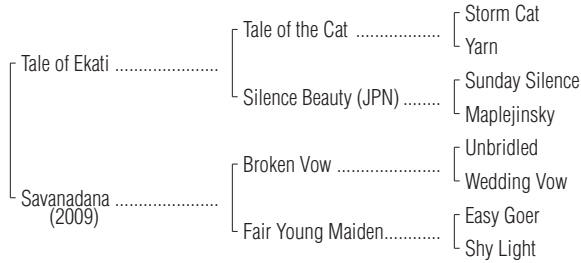 Storm Cat
Tale of the Cat ..................
Yarn
Tale of Ekati ......................
Sunday Silence
Silence Beauty (JPN) ........
Maplejinsky
Unbridled
Broken Vow ......................
Wedding Vow
Savanadana ......................
(2009)
Easy Goer
Fair Young Maiden............
Shy Light